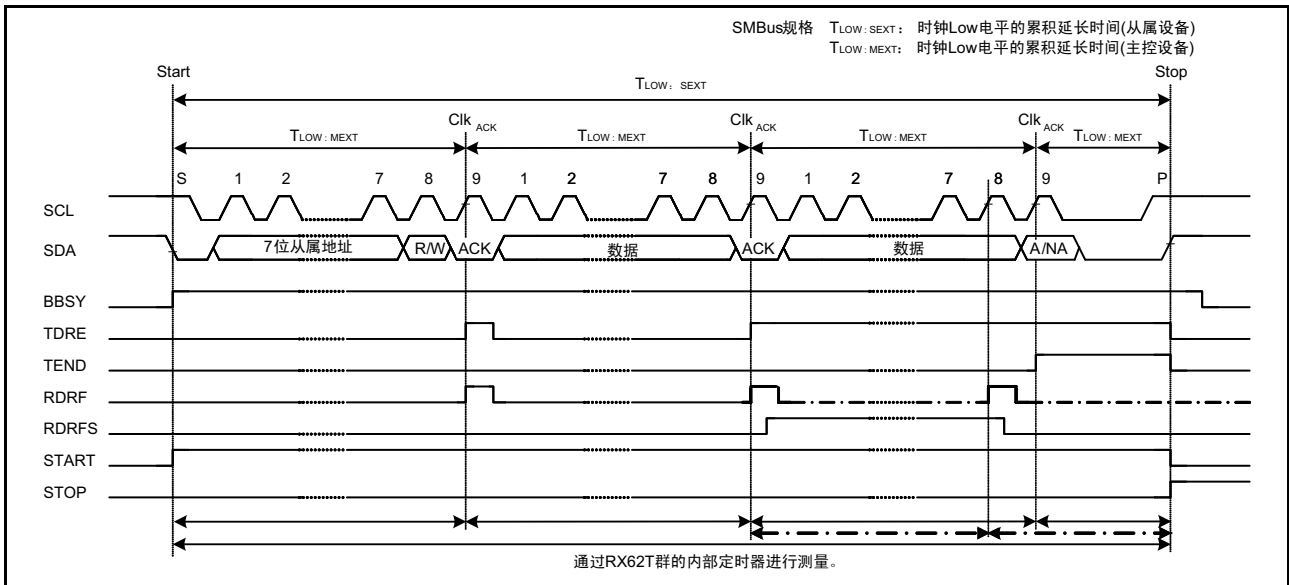 SMBus规格 TLOW:SEXT: 时钟Low电平的累积延长时间(从属设备)
TLOW:MEXT: 时钟Low电平的累积延长时间(主控设备)
Start Stop
TLOW:SEXT
Clk ACK Clk ACK Clk ACK
TLOW:MEXT TLOW:MEXT TLOW:MEXT TLOW:MEXT
S 1 2 7 8 9 1 2 7 8 9 1 2 7 8 9 P
SCL
SDA 7位从属地址 R/W ACK 数据 ACK 数据 A/NA
BBSY
TDRE
TEND
RDRF
RDRFS
START
STOP
通过RX62T群的内部定时器进行测量。